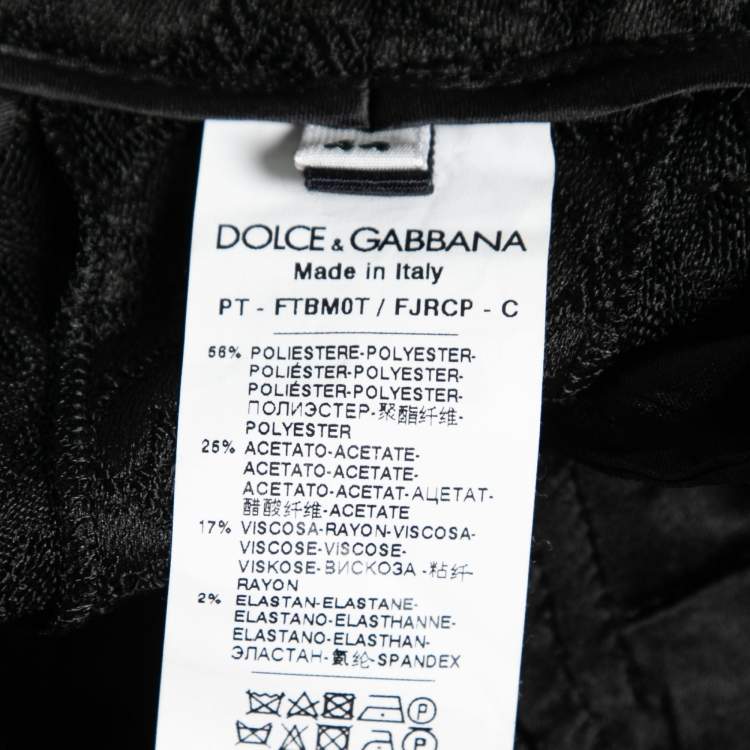 44
DOLCE & GABBANA
Made in Italy
PT - FTBM0T / FJRCP - C
56% POLIESTERE-POLYESTER-
POLIÉSTER-POLYESTER-
POLIÉSTER-POLYESTER-
ПОЛИЭСТЕР-聚酯纤维-
POLYESTER
25% ACETATO-ACETATE-
ACETATO-ACETATE-
ACETATO-ACETAT-АЦЕТАТ-
醋酸纤维-ACETATE
17% VISCOSA-RAYON-VISCOSA-
VISCOSE-VISCOSE-
VISKOSE-ВИСКОЗА-粘纤-
RAYON
2% ELASTAN-ELASTANE-
ELASTANO-ELASTHANNE-
ELASTANO-ELASTHAN-
ЭЛАСТАН-氨纶-SPANDEX
P
P